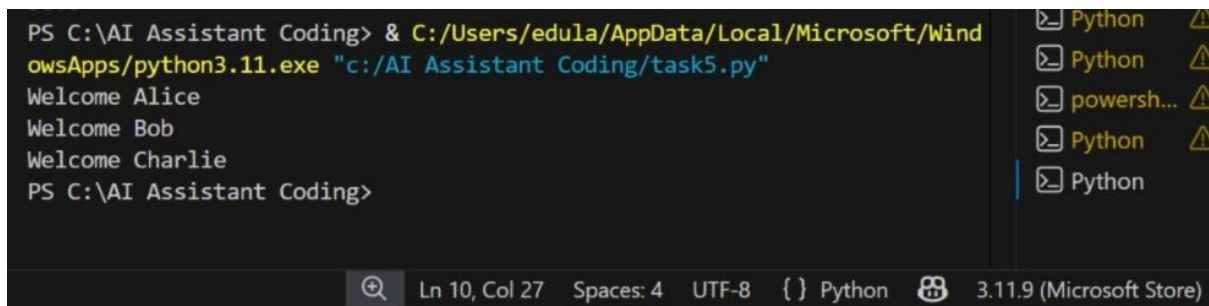 PS C:\AI Assistant Coding> & C:/Users/edula/AppData/Local/Microsoft/Wind
owsApps/python3.11.exe "c:/AI Assistant Coding/task5.py"
Welcome Alice
Welcome Bob
Welcome Charlie
PS C:\AI Assistant Coding>
Python
Python
powersh...
Python
Python
Ln 10, Col 27 Spaces: 4 UTF-8 {} Python 3.11.9 (Microsoft Store)